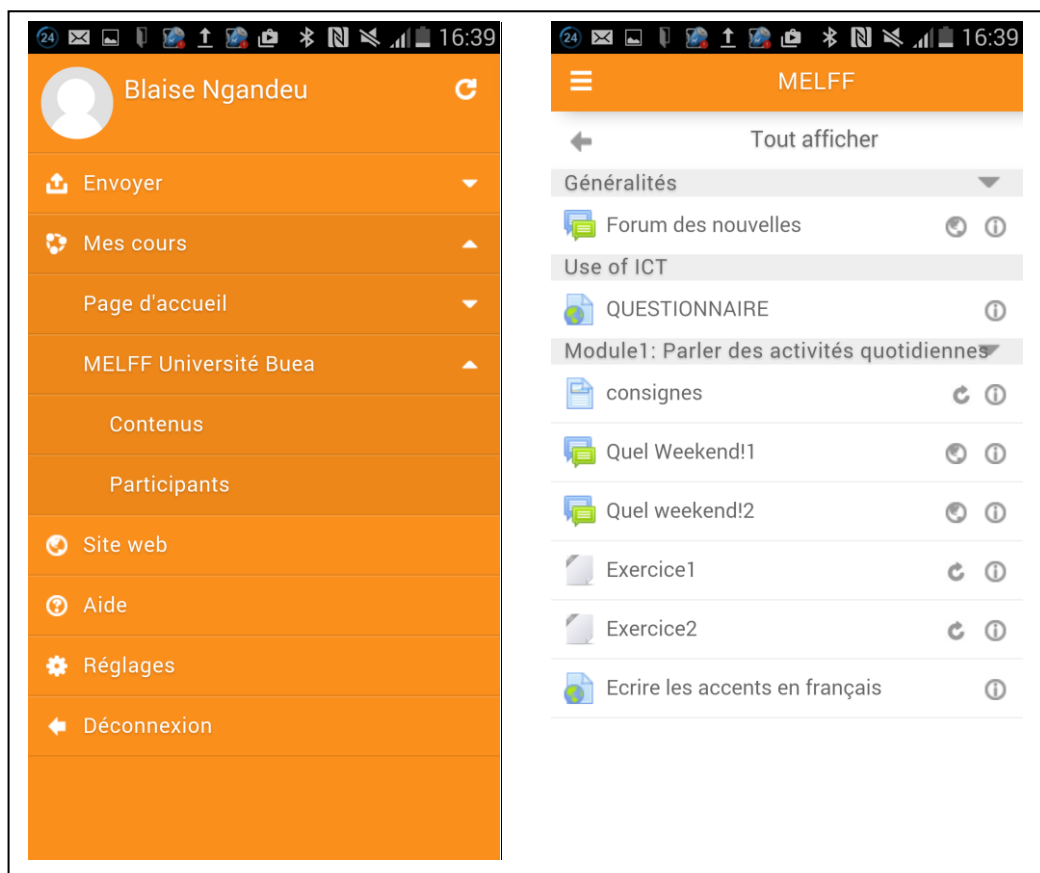 24 16:39
Blaise Ngandeu
Envoyer
Mes cours
Page d'accueil
MELFF Université Buea
Contenus
Participants
Site web
Aide
Réglages
Déconnexion
24 16:39
MELFF
Tout afficher
Généralités
Forum des nouvelles
Use of ICT
QUESTIONNAIRE
Module1: Parler des activités quotidiennes
consignes
Quel Weekend!1
Quel weekend!2
Exercice1
Exercice2
Ecrire les accents en français